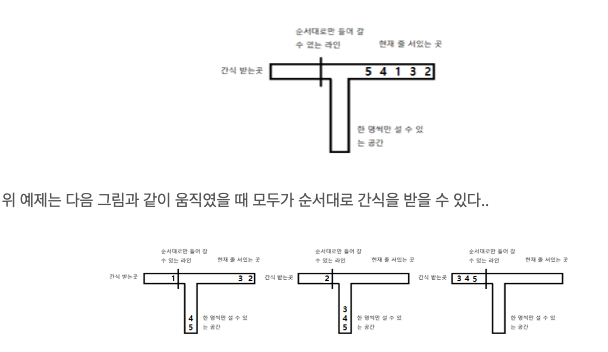 순서대로만 들어 갈
수 있는 라인
현재 줄 서있는 곳
간식 받는곳
5 4 1 3 2
한 명씩만 설 수 있
는 공간
위 예제는 다음 그림과 같이 움직였을 때 모두가 순서대로 간식을 받을 수 있다..
순서대로만 들어 갈
수 있는 라인
현재 줄 서있는 곳
간식 받는곳
1
3 2
4
5
한 명씩만 설 수 있
는 공간
순서대로만 들어 갈
수 있는 라인
현재 줄 서있는 곳
간식 받는곳
2
3
4
5
한 명씩만 설 수 있
는 공간
순서대로만 들어 갈
수 있는 라인
현재 줄 서있는 곳
간식 받는곳
3 4 5
한 명씩만 설 수 있
는 공간